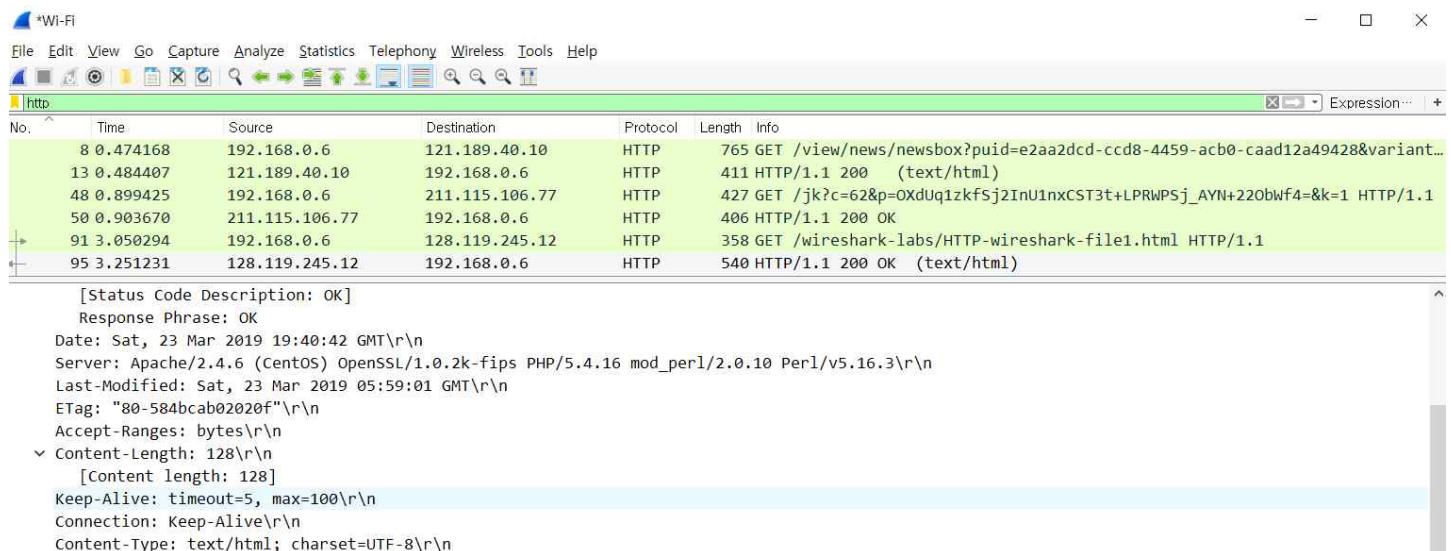 *Wi-Fi
File Edit View Go Capture Analyze Statistics Telephony Wireless Tools Help
http Expression… +
No. Time Source Destination Protocol Length Info
8 0.474168 192.168.0.6 121.189.40.10 HTTP 765 GET /view/news/newsbox?puid=e2aa2dcd-ccd8-4459-acb0-caad12a49428&variant…
13 0.484407 121.189.40.10 192.168.0.6 HTTP 411 HTTP/1.1 200 (text/html)
48 0.899425 192.168.0.6 211.115.106.77 HTTP 427 GET /jk?c=62&p=OXdUq1zkfSj2InU1nxCST3t+LPRWPSj_AYN+22ObWf4=&k=1 HTTP/1.1
50 0.903670 211.115.106.77 192.168.0.6 HTTP 406 HTTP/1.1 200 OK
91 3.050294 192.168.0.6 128.119.245.12 HTTP 358 GET /wireshark-labs/HTTP-wireshark-file1.html HTTP/1.1
95 3.251231 128.119.245.12 192.168.0.6 HTTP 540 HTTP/1.1 200 OK (text/html)
[Status Code Description: OK]
Response Phrase: OK
Date: Sat, 23 Mar 2019 19:40:42 GMT\r\n
Server: Apache/2.4.6 (CentOS) OpenSSL/1.0.2k-fips PHP/5.4.16 mod_perl/2.0.10 Perl/v5.16.3\r\n
Last-Modified: Sat, 23 Mar 2019 05:59:01 GMT\r\n
ETag: "80-584bcab02020f"\r\n
Accept-Ranges: bytes\r\n
Content-Length: 128\r\n
[Content length: 128]
Keep-Alive: timeout=5, max=100\r\n
Connection: Keep-Alive\r\n
Content-Type: text/html; charset=UTF-8\r\n